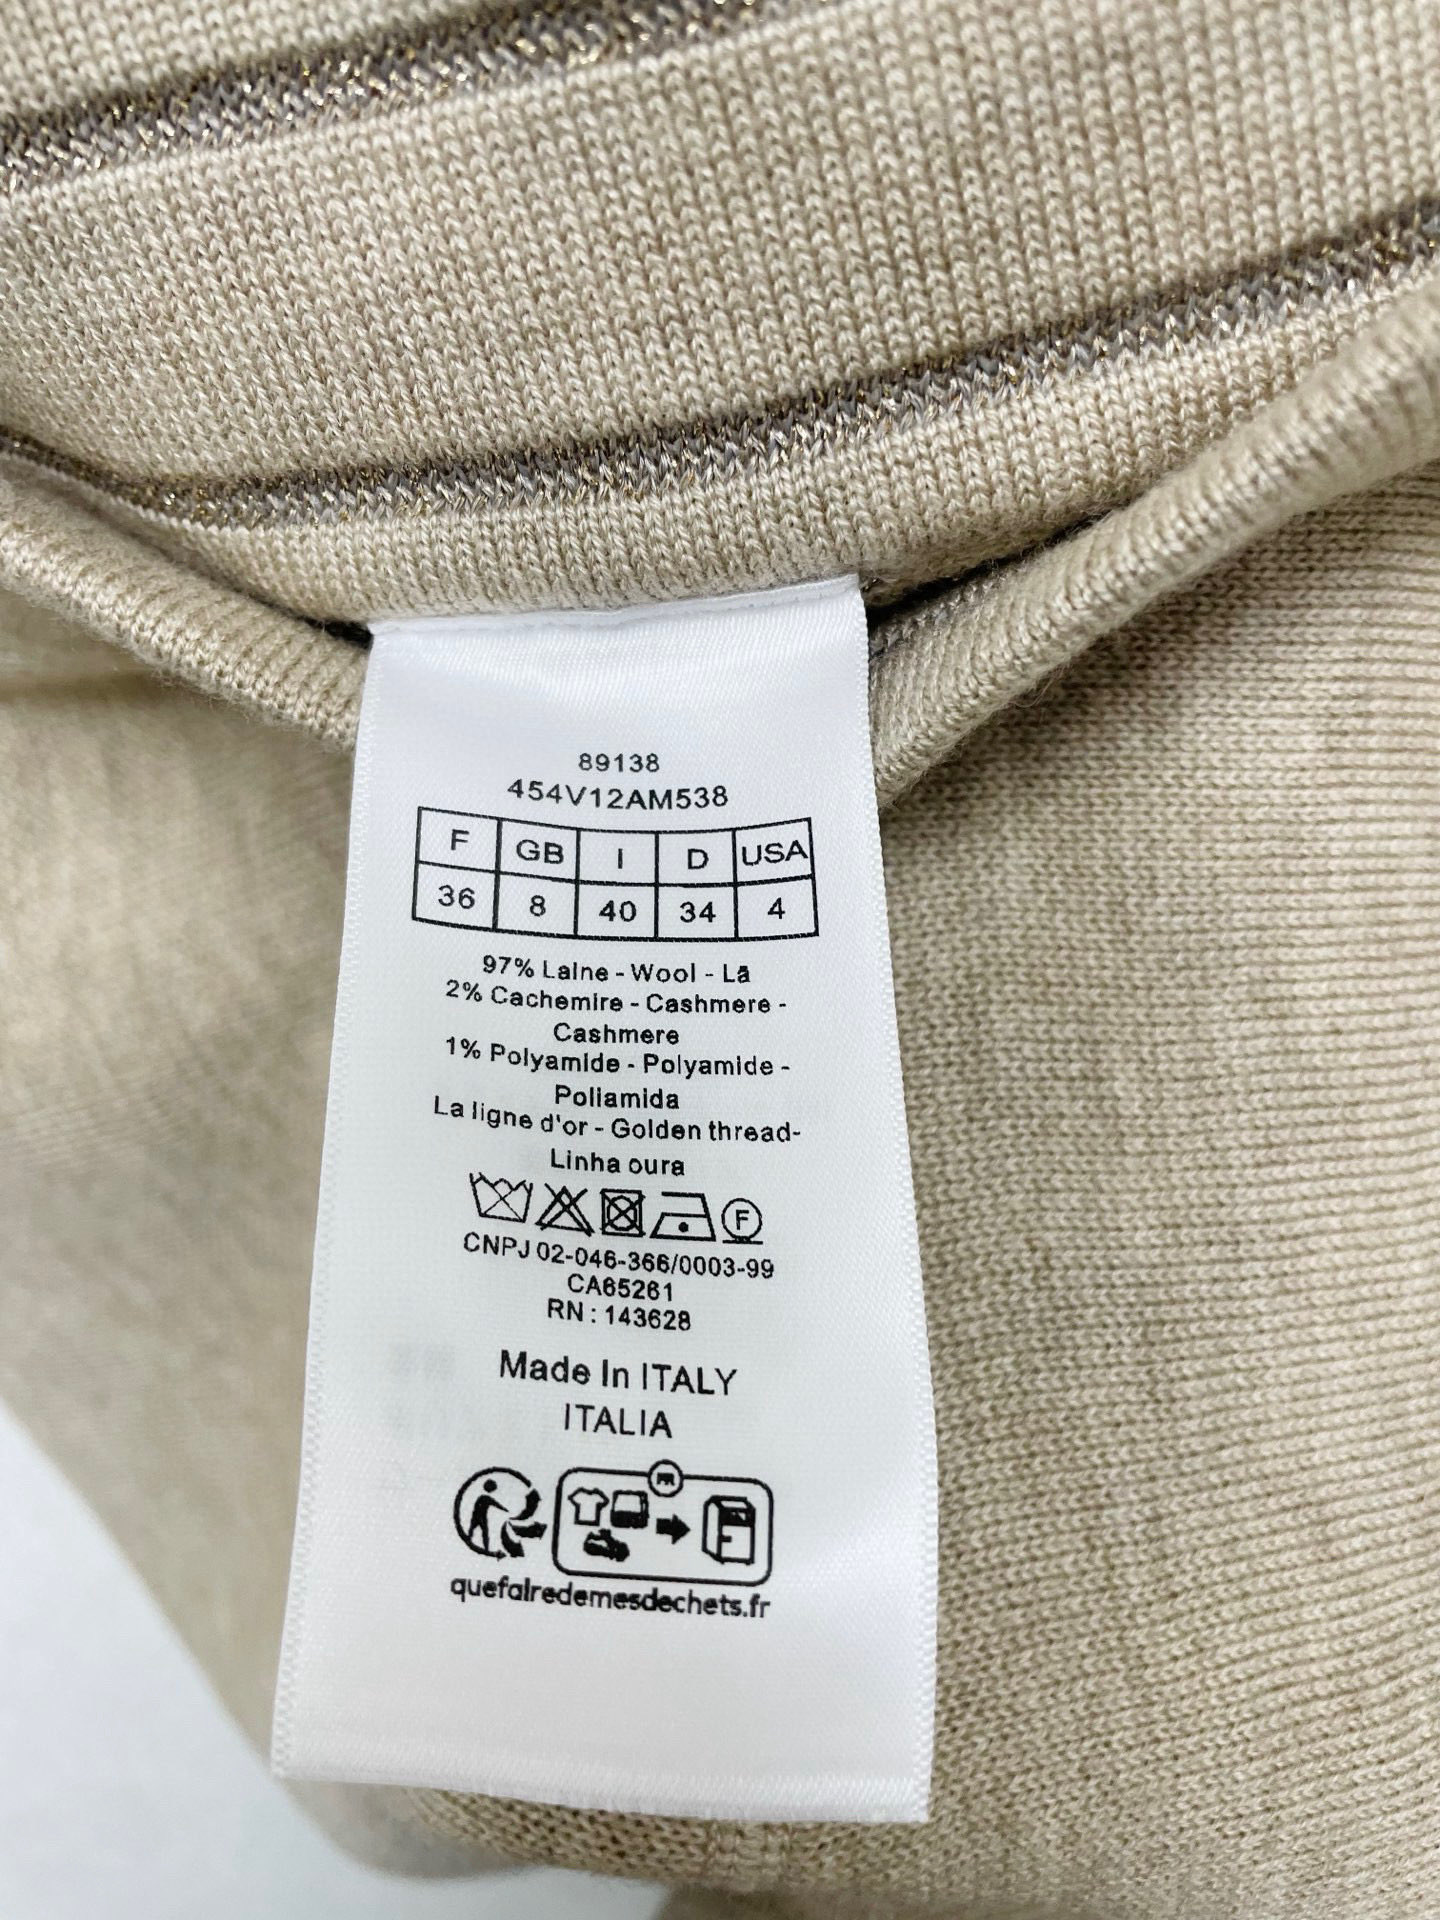 89138
454V12AM538
F GB I D USA
36 8 40 34 4
97% Laine - Wool - Lã
2% Cachemire - Cashmere -
Cashmere
1% Polyamide - Polyamide -
Poliamida
La ligne d'or - Golden thread-
Linha oura
F
CNPJ 02-046-366/0003-99
CA65261
RN : 143628
Made In ITALY
ITALIA
FR
quefairedemesdechets.fr